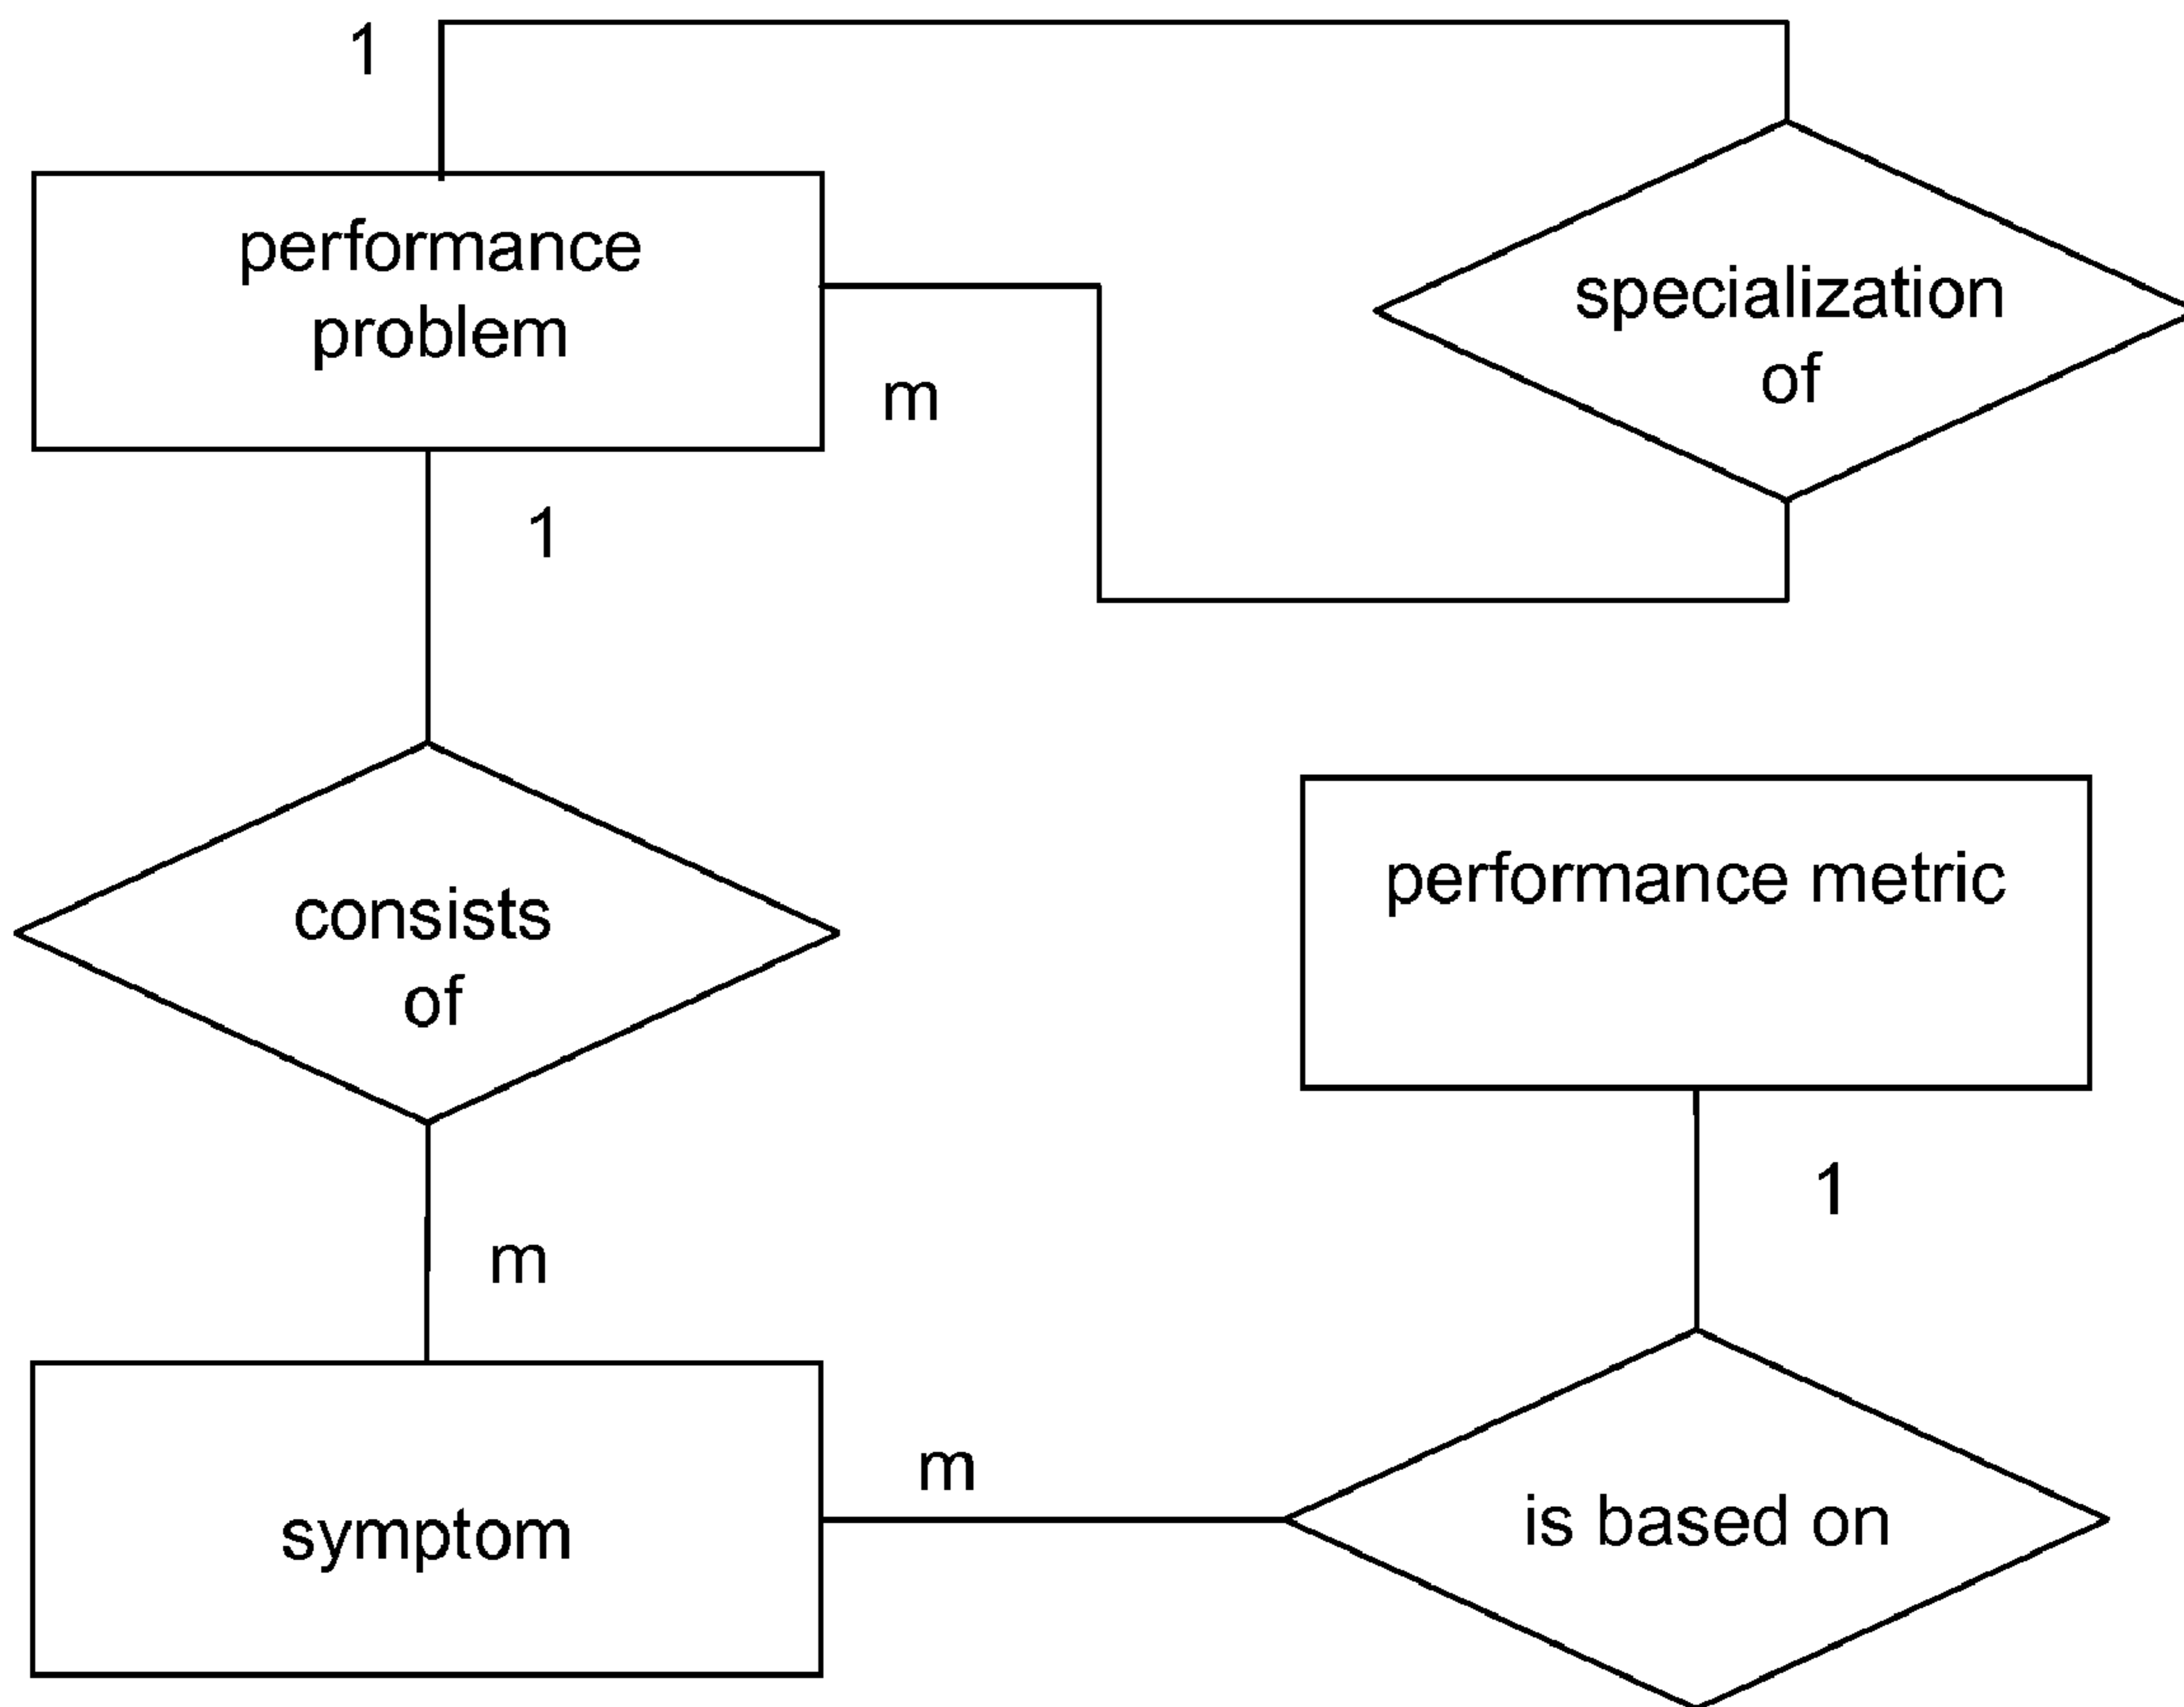 1
performance
problem
specialization
of
m
1
consists
of
performance metric
1
m
m
symptom
is based on